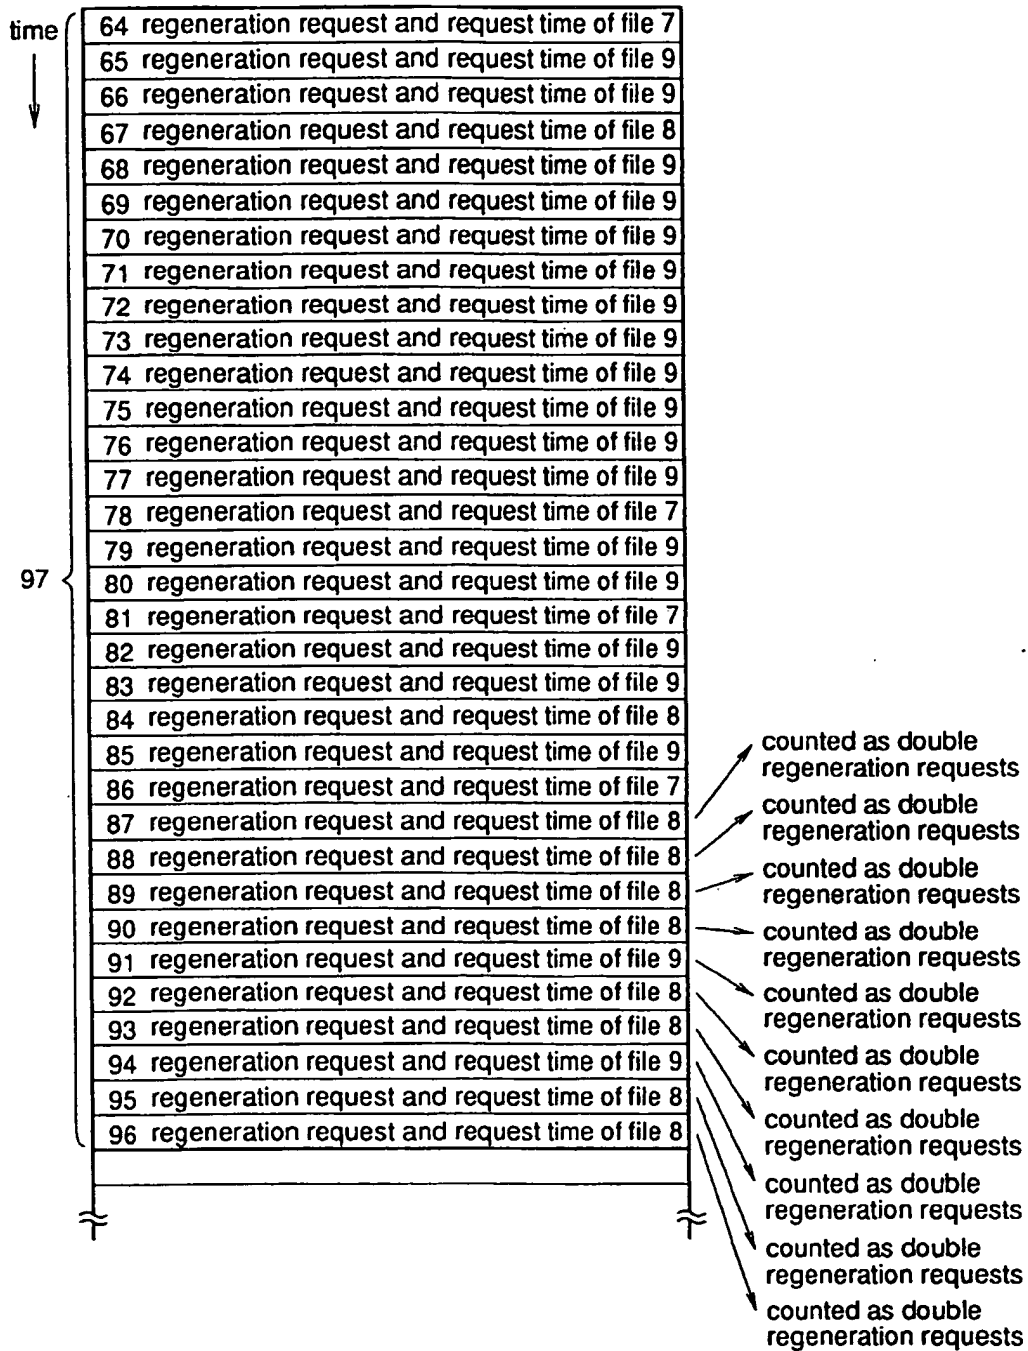 time
64 regeneration request and request time of file 7
65 regeneration request and request time of file 9
66 regeneration request and request time of file 9
67 regeneration request and request time of file 8
68 regeneration request and request time of file 9
69 regeneration request and request time of file 9
70 regeneration request and request time of file 9
71 regeneration request and request time of file 9
72 regeneration request and request time of file 9
73 regeneration request and request time of file 9
74 regeneration request and request time of file 9
75 regeneration request and request time of file 9
76 regeneration request and request time of file 9
77 regeneration request and request time of file 9
78 regeneration request and request time of file 7
79 regeneration request and request time of file 9
97
80 regeneration request and request time of file 9
81 regeneration request and request time of file 7
82 regeneration request and request time of file 9
83 regeneration request and request time of file 9
84 regeneration request and request time of file 8
85 regeneration request and request time of file 9
86 regeneration request and request time of file 7
87 regeneration request and request time of file 8
88 regeneration request and request time of file 8
89 regeneration request and request time of file 8
90 regeneration request and request time of file 8
91 regeneration request and request time of file 9
92 regeneration request and request time of file 8
93 regeneration request and request time of file 8
94 regeneration request and request time of file 9
95 regeneration request and request time of file 8
96 regeneration request and request time of file 8
counted as double
regeneration requests
counted as double
regeneration requests
counted as double
regeneration requests
counted as double
regeneration requests
counted as double
regeneration requests
counted as double
regeneration requests
counted as double
regeneration requests
counted as double
regeneration requests
counted as double
regeneration requests
counted as double
regeneration requests